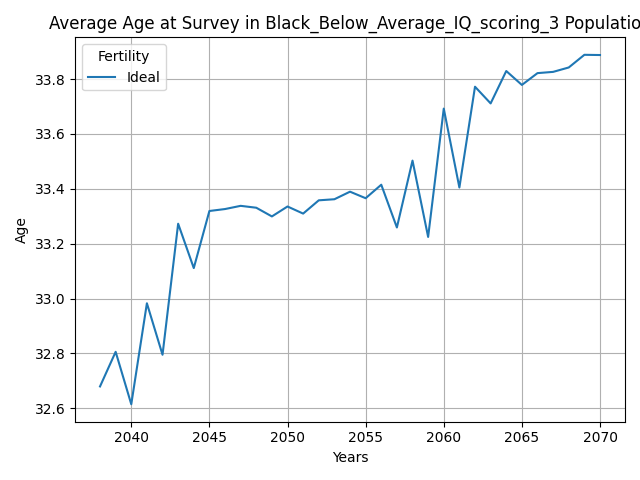 Average Age at Survey in Black_Below_Average_IQ_scoring_3 Populatio
Fertility
Ideal
33.8
33.6
33.4
33.2
33.0
32.8
32.6
Age
2040 2045 2050 2055 2060 2065 2070
Years